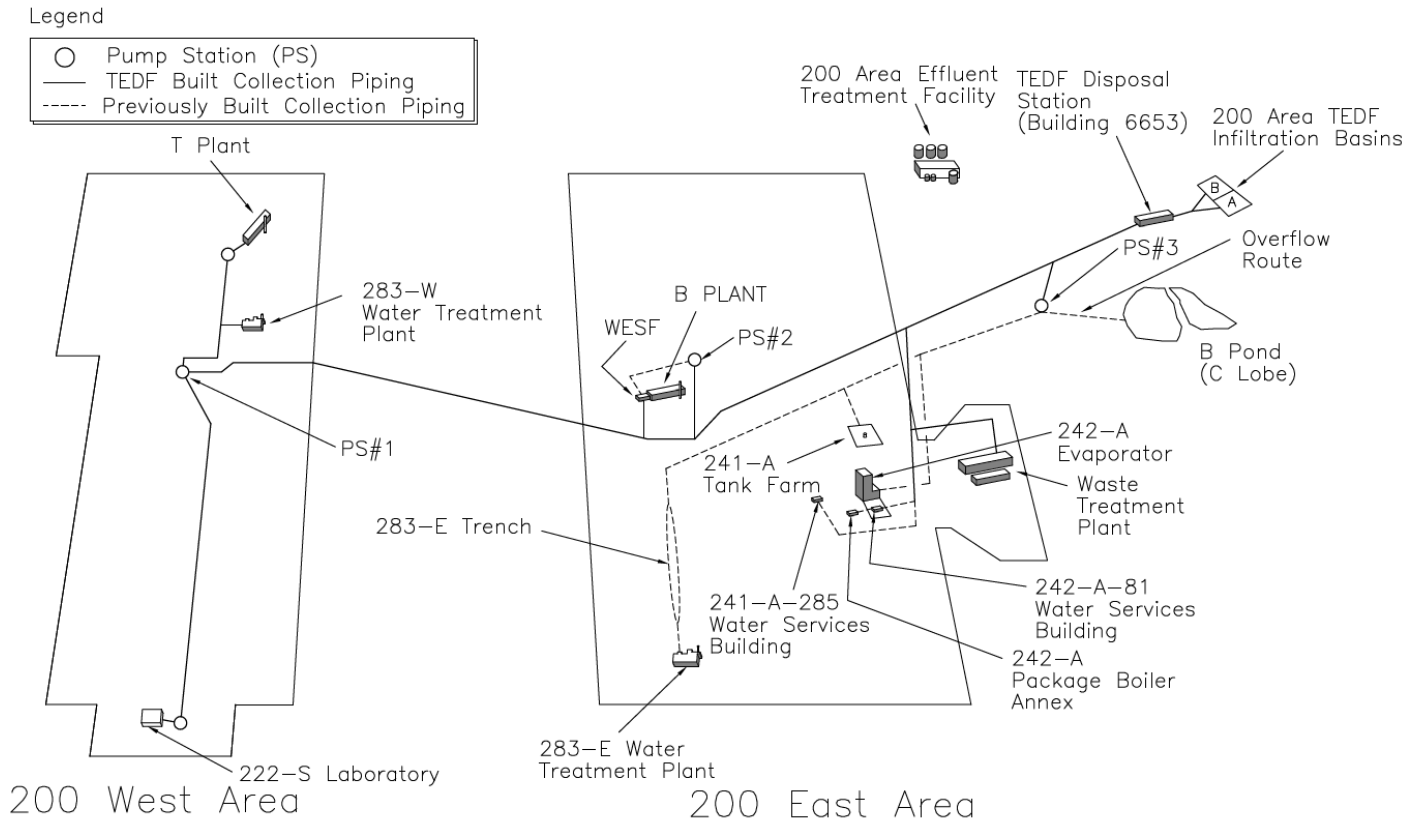 Legend
Pump Station (PS)
TEDF Built Collection Piping
Previously Built Collection Piping
200 Area Effluent
Treatment Facility
TEDF Disposal
Station
(Building 6653)
200 Area TEDF
Infiltration Basins
T Plant
B
A
PS#3
Overflow
Route
283-W
Water Treatment
Plant
B PLANT
WESF
PS#2
B Pond
(C Lobe)
PS#1
241-A
Tank Farm
242-A
Evaporator
Waste
Treatment
Plant
283-E Trench
241-A-285
Water Services
Building
242-A-81
Water Services
Building
242-A
Package Boiler
Annex
283-E Water
Treatment Plant
222-S Laboratory
200 West Area
200 East Area